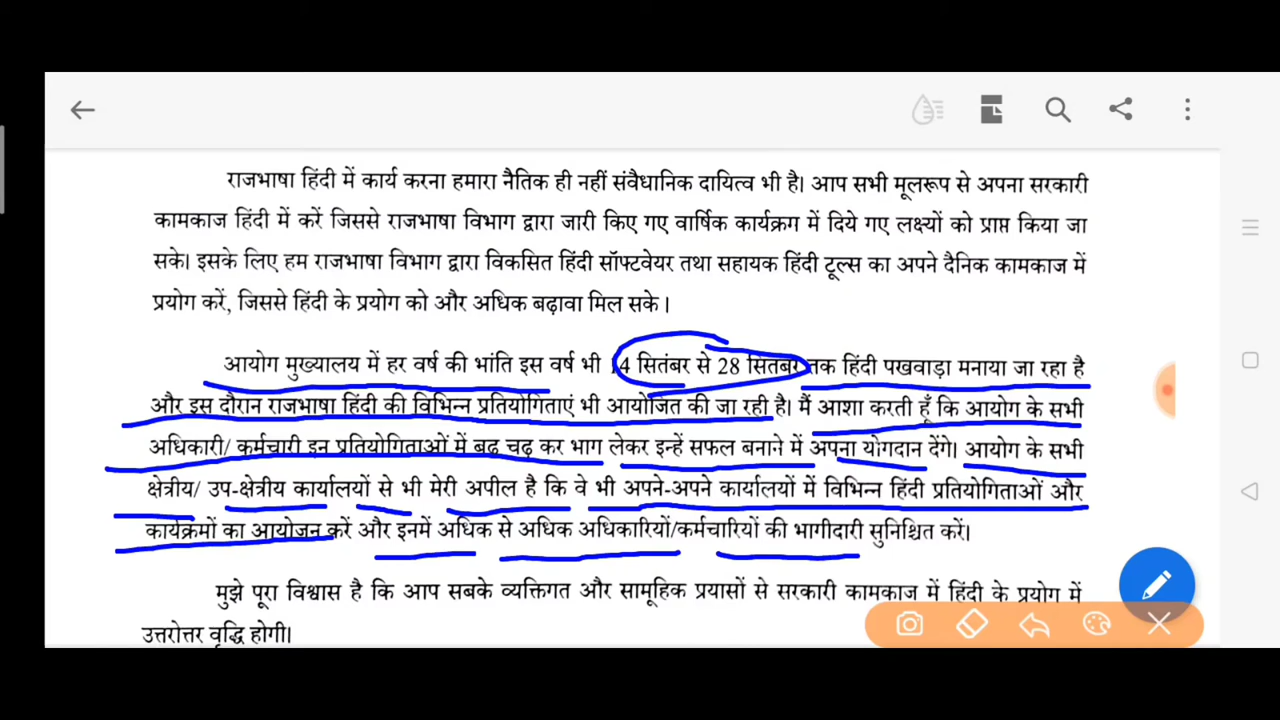 राजभाषा हिंदी में कार्य करना हमारा नैतिक ही नहीं संवैधानिक दायित्व भी है। आप सभी मूलरूप से अपना सरकारी
कामकाज हिंदी में करें जिससे राजभाषा विभाग द्वारा जारी किए गए वार्षिक कार्यक्रम में दिये गए लक्ष्यों को प्राप्त किया जा
सके। इसके लिए हम राजभाषा विभाग द्वारा विकसित हिंदी सॉफ्टवेयर तथा सहायक हिंदी टूल्स का अपने दैनिक कामकाज में
प्रयोग करें, जिससे हिंदी के प्रयोग को और अधिक बढ़ावा मिल सके।
आयोग मुख्यालय में हर वर्ष की भांति इस वर्ष भी 14 सितंबर से 28 सितंबर तक हिंदी पखवाड़ा मनाया जा रहा है
और इस दौरान राजभाषा हिंदी की विभिन्न प्रतियोगिताएं भी आयोजित की जा रही है। मैं आशा करती हूँ कि आयोग के सभी
अधिकारी/ कर्मचारी इन प्रतियोगिताओं में बढ़ चढ़ कर भाग लेकर इन्हें सफल बनाने में अपना योगदान देंगे। आयोग के सभी
क्षेत्रीय/ उप-क्षेत्रीय कार्यालयों से भी मेरी अपील है कि वे भी अपने-अपने कार्यालयों में विभिन्न हिंदी प्रतियोगिताओं और
कार्यक्रमों का आयोजन करें और इनमें अधिक से अधिक अधिकारियों/कर्मचारियों की भागीदारी सुनिश्चित करें।
मुझे पूरा विश्वास है कि आप सबके व्यक्तिगत और सामूहिक प्रयासों से सरकारी कामकाज में हिंदी के प्रयोग में
उत्तरोत्तर वृद्धि होगी।